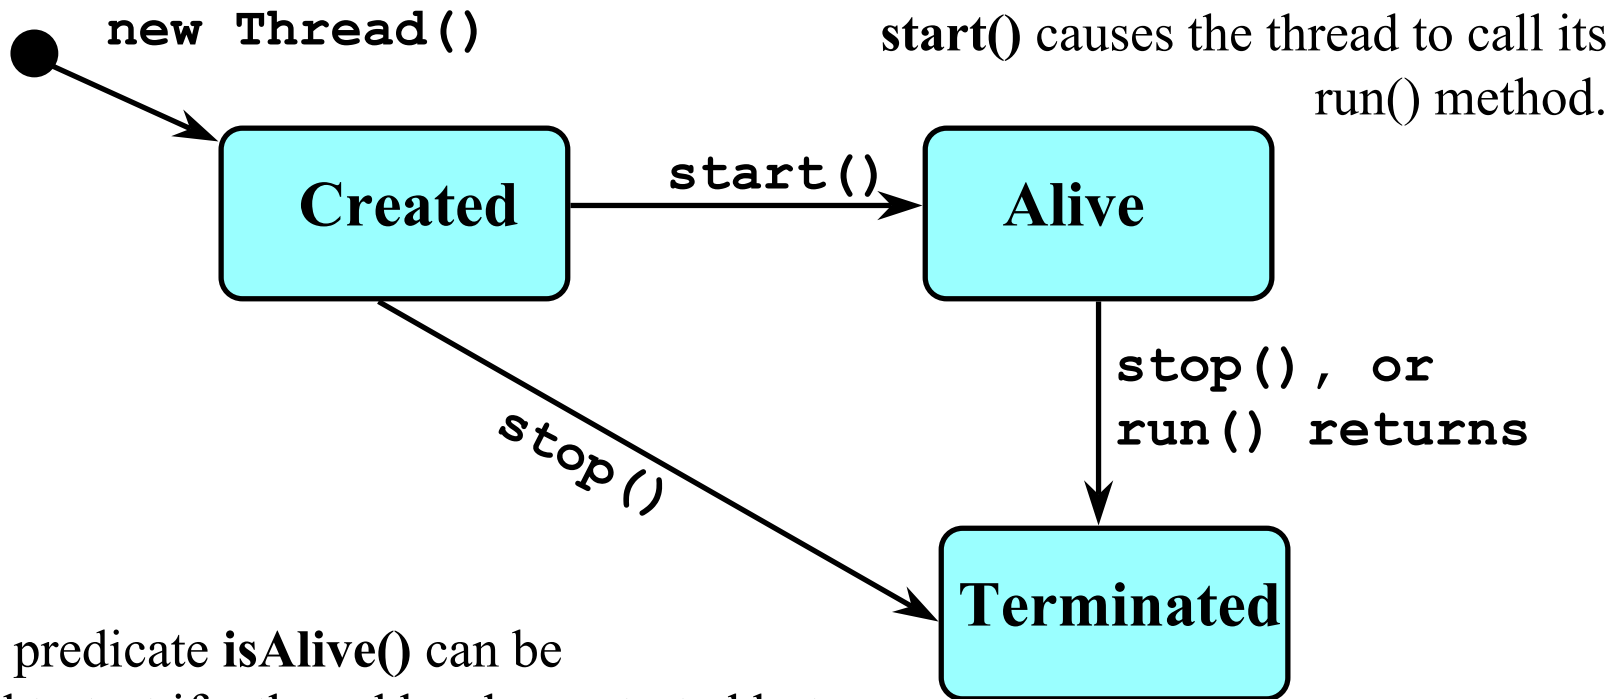 new Thread()
start() causes the thread to call its
run() method.
Created
start()
Alive
stop(), or
run() returns
stop()
Terminated
predicate isAlive() can be